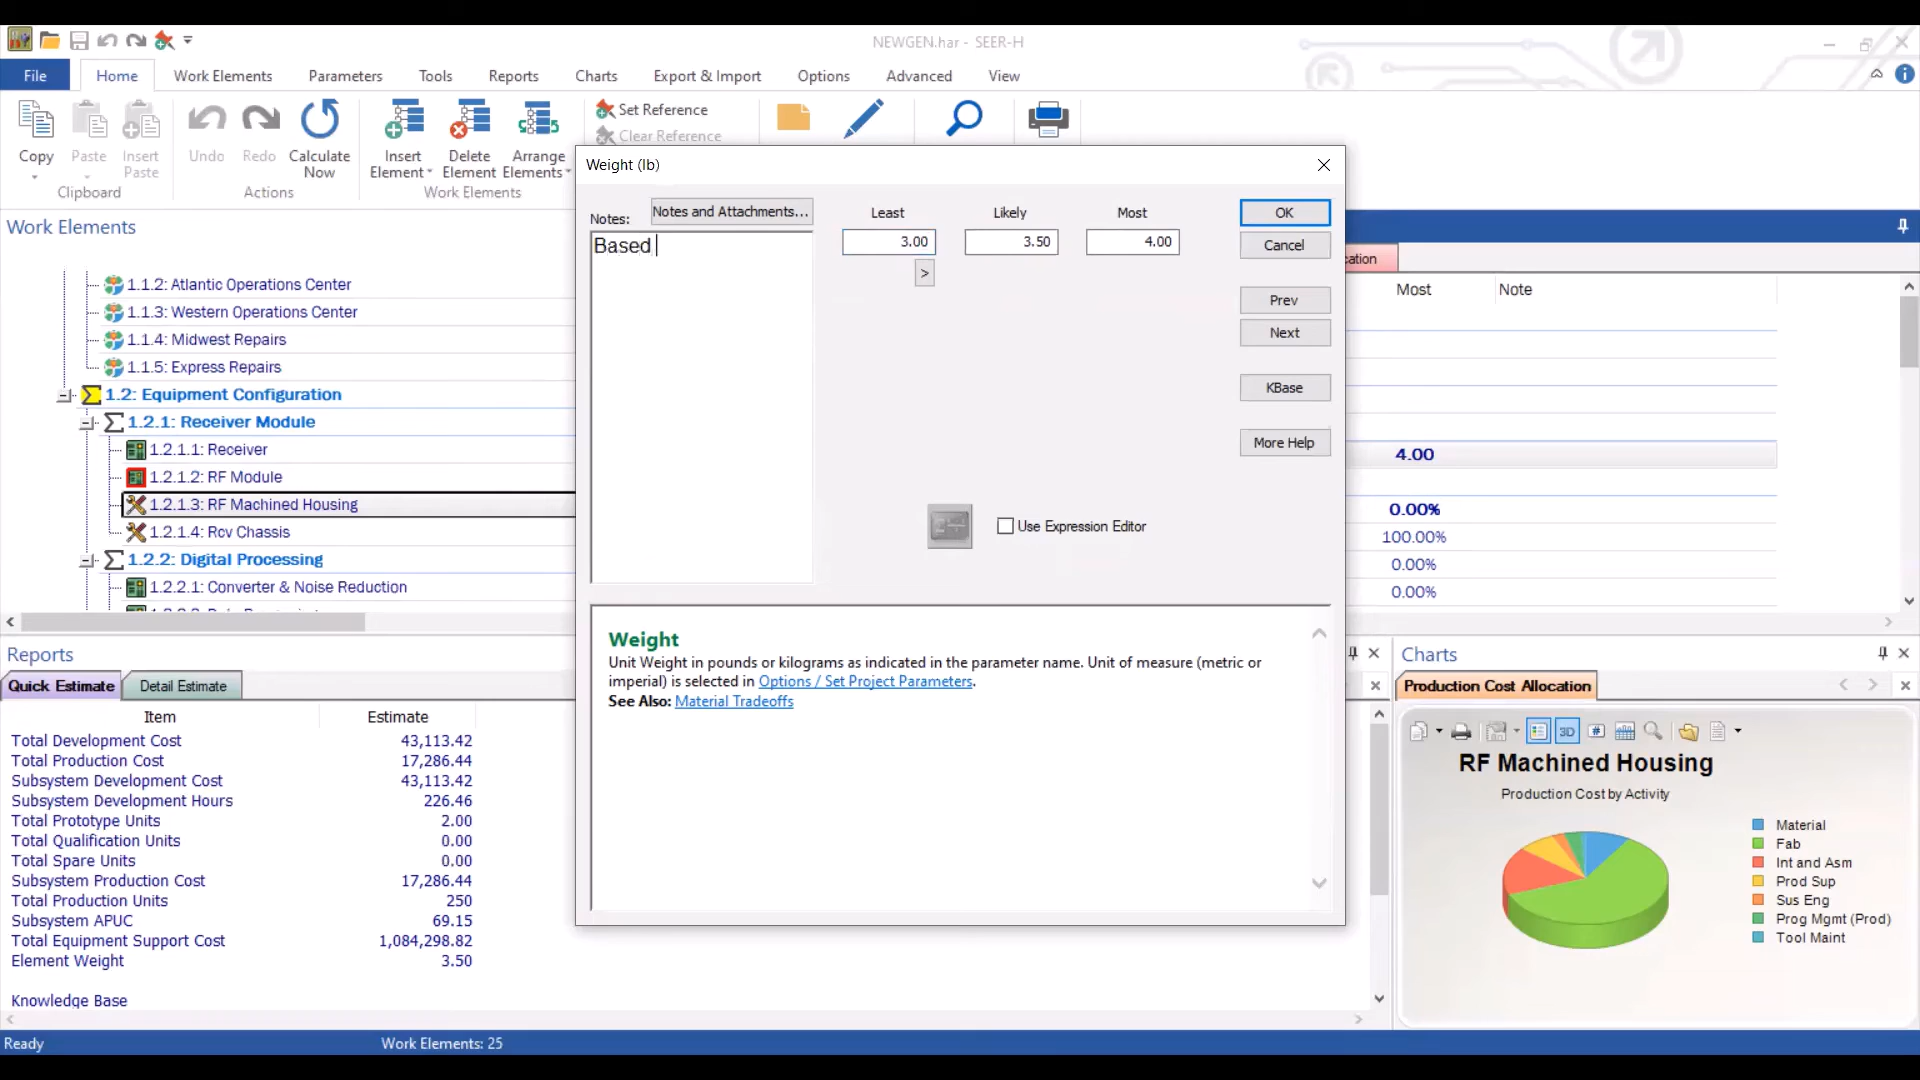 NEWGEN.har - SEER-H
File Home Work Elements Parameters Tools Reports Charts Export & Import Options Advanced View
Copy
Paste
Insert Paste
Clipboard
Undo
Redo
Calculate Now
Actions
Insert Element
Delete Element
Arrange Elements
Work Elements
Set Reference
Clear Reference
Work Elements
1.1.2: Atlantic Operations Center
1.1.3: Western Operations Center
1.1.4: Midwest Repairs
1.1.5: Express Repairs
1.2: Equipment Configuration
1.2.1: Receiver Module
1.2.1.1: Receiver
1.2.1.2: RF Module
1.2.1.3: RF Machined Housing
1.2.1.4: Rcv Chassis
1.2.2: Digital Processing
1.2.2.1: Converter & Noise Reduction
Weight (lb)
Notes:
Notes and Attachments...
Based
Least Likely Most
3.00 3.50 4.00
>
OK
Cancel
Prev
Next
KBase
More Help
Use Expression Editor
Weight
Unit Weight in pounds or kilograms as indicated in the parameter name. Unit of measure (metric or
imperial) is selected in Options / Set Project Parameters.
See Also: Material Tradeoffs
cation
Most Note
4.00
0.00%
100.00%
0.00%
0.00%
Reports
Quick Estimate Detail Estimate
Item Estimate
Total Development Cost 43,113.42
Total Production Cost 17,286.44
Subsystem Development Cost 43,113.42
Subsystem Development Hours 226.46
Total Prototype Units 2.00
Total Qualification Units 0.00
Total Spare Units 0.00
Subsystem Production Cost 17,286.44
Total Production Units 250
Subsystem APUC 69.15
Total Equipment Support Cost 1,084,298.82
Element Weight 3.50
Knowledge Base
Charts
Production Cost Allocation
3D
#
RF Machined Housing
Production Cost by Activity
Material
Fab
Int and Asm
Prod Sup
Sus Eng
Prog Mgmt (Prod)
Tool Maint
Ready Work Elements: 25